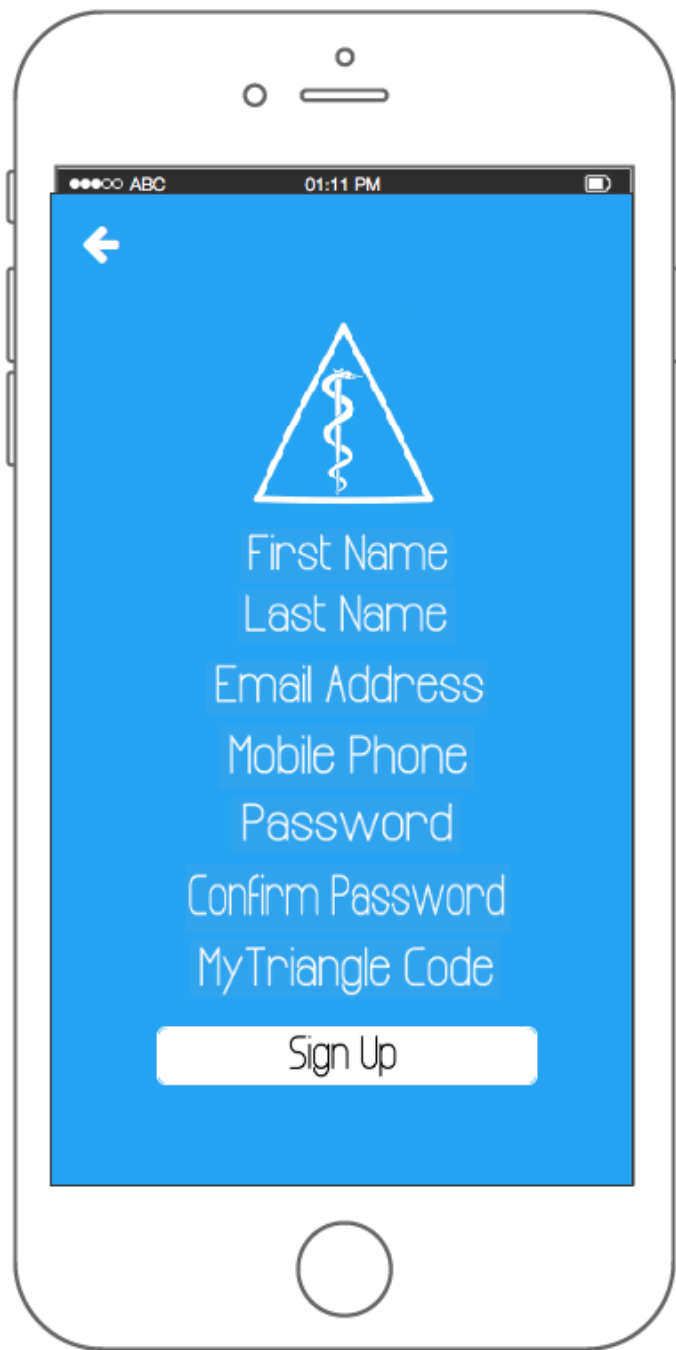 ABC 01:11 PM
First Name
Last Name
Email Address
Mobile Phone
Password
Confirm Password
MyTriangle Code
Sign Up